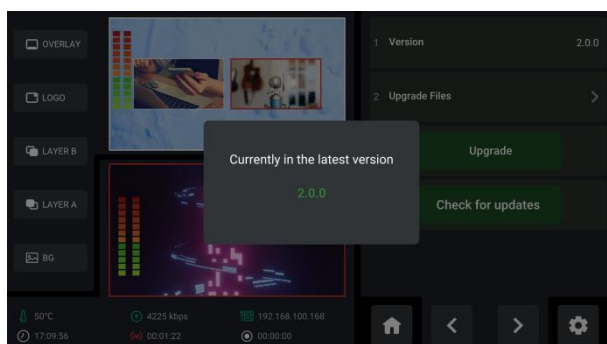 OVERLAY
LOGO
LAYER B
LAYER A
BG
1 Version 2.0.0
2 Upgrade Files
Upgrade
Check for updates
Currently in the latest version
2.0.0
50°C
4225 kbps
192.168.100.168
17:09:56
00:01:22
00:00:00